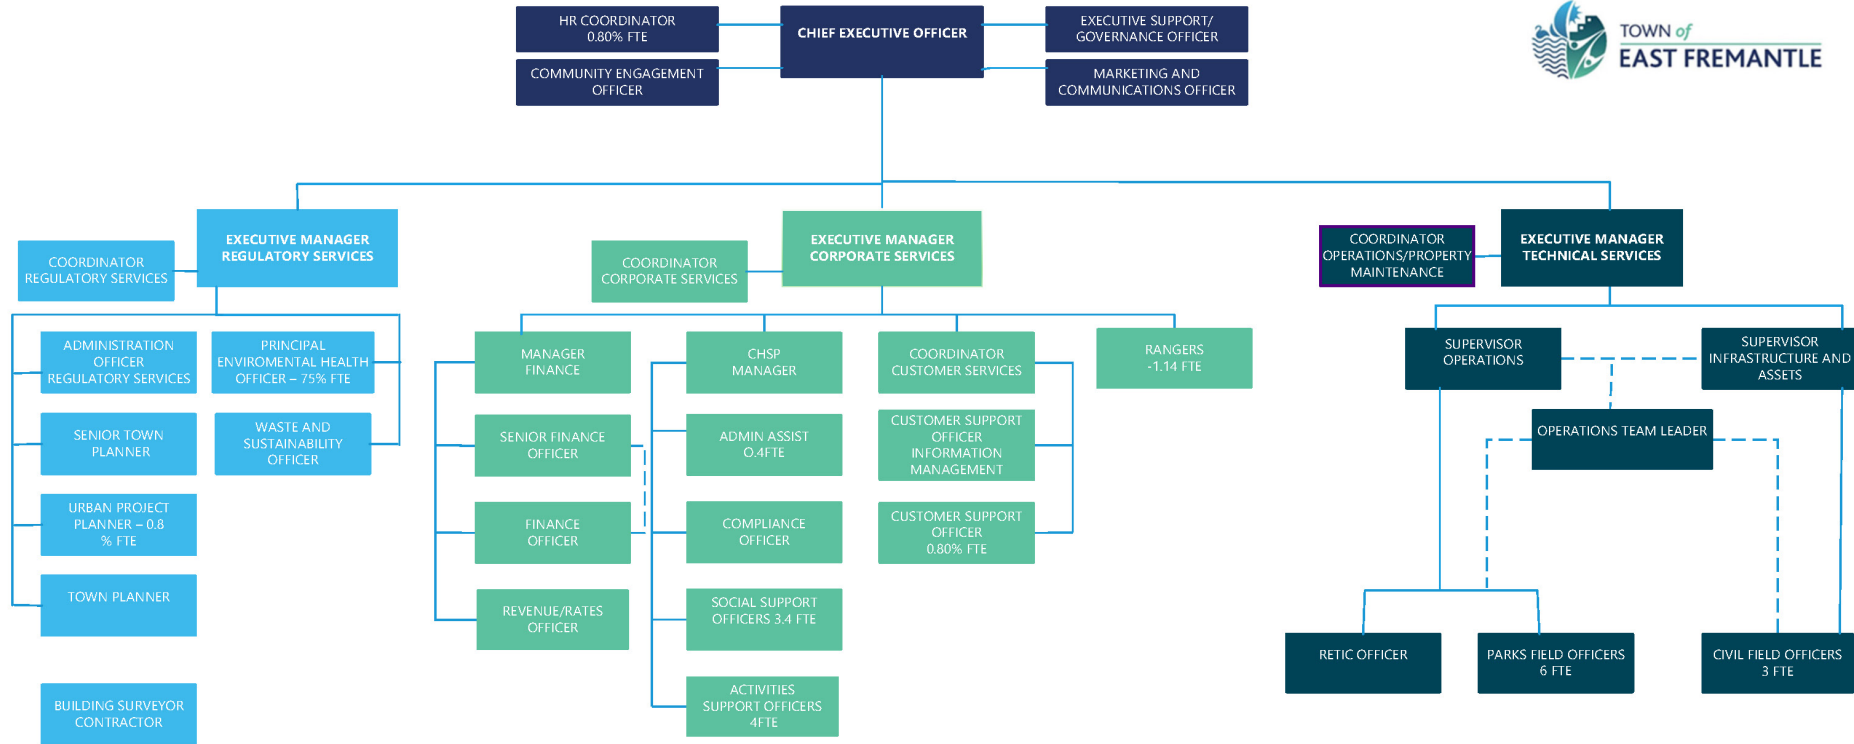 HR COORDINATOR
0.80% FTE
CHIEF EXECUTIVE OFFICER
EXECUTIVE SUPPORT/
GOVERNANCE OFFICER
COMMUNITY ENGAGEMENT
OFFICER
MARKETING AND
COMMUNICATIONS OFFICER
TOWN of
EAST FREMANTLE
COORDINATOR
REGULATORY SERVICES
EXECUTIVE MANAGER
REGULATORY SERVICES
ADMINISTRATION
OFFICER
REGULATORY SERVICES
PRINCIPAL
ENVIROMENTAL HEALTH
OFFICER – 75% FTE
SENIOR TOWN
PLANNER
WASTE AND
SUSTAINABILITY
OFFICER
URBAN PROJECT
PLANNER – 0.8
% FTE
TOWN PLANNER
BUILDING SURVEYOR
CONTRACTOR
COORDINATOR
CORPORATE SERVICES
EXECUTIVE MANAGER
CORPORATE SERVICES
MANAGER
FINANCE
SENIOR FINANCE
OFFICER
FINANCE
OFFICER
REVENUE/RATES
OFFICER
CHSP
MANAGER
ADMIN ASSIST
O.4FTE
COMPLIANCE
OFFICER
SOCIAL SUPPORT
OFFICERS 3.4 FTE
ACTIVITIES
SUPPORT OFFICERS
4FTE
COORDINATOR
CUSTOMER SERVICES
CUSTOMER SUPPORT
OFFICER
INFORMATION
MANAGEMENT
CUSTOMER SUPPORT
OFFICER
0.80% FTE
RANGERS
-1.14 FTE
COORDINATOR
OPERATIONS/PROPERTY
MAINTENANCE
EXECUTIVE MANAGER
TECHNICAL SERVICES
SUPERVISOR
OPERATIONS
SUPERVISOR
INFRASTRUCTURE AND
ASSETS
OPERATIONS TEAM LEADER
RETIC OFFICER
PARKS FIELD OFFICERS
6 FTE
CIVIL FIELD OFFICERS
3 FTE